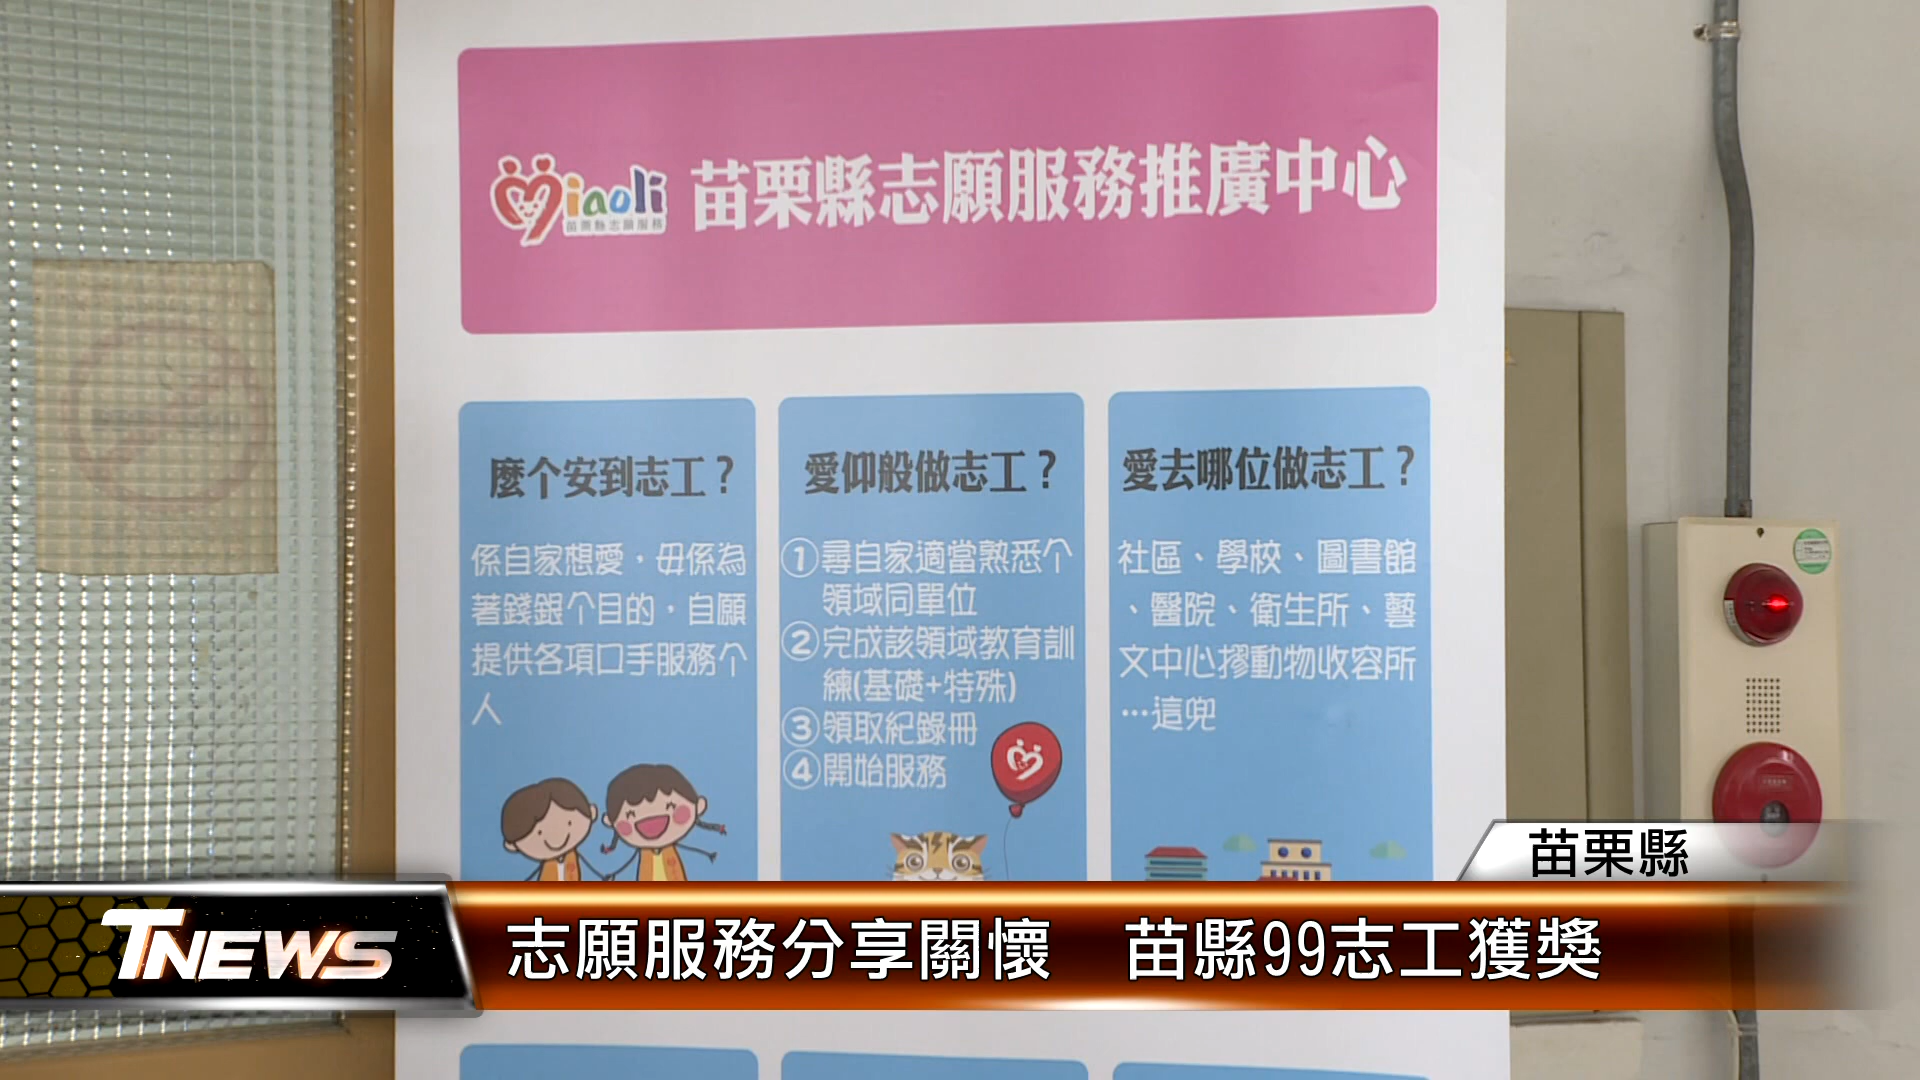 Miaoli
苗栗縣志願服務
苗栗縣志願服務推廣中心
麼个安到志工？
係自家想愛，毋係為
著錢銀个目的，自願
提供各項口手服務个
人
愛仰般做志工？
①尋自家適當熟悉个
領域同單位
②完成該領域教育訓
練(基礎+特殊)
③領取紀錄冊
④開始服務
愛去哪位做志工？
社區、學校、圖書館
、醫院、衛生所、藝
文中心摎動物收容所
…這兜
苗栗縣
TNEWS
志願服務分享關懷　苗縣99志工獲獎